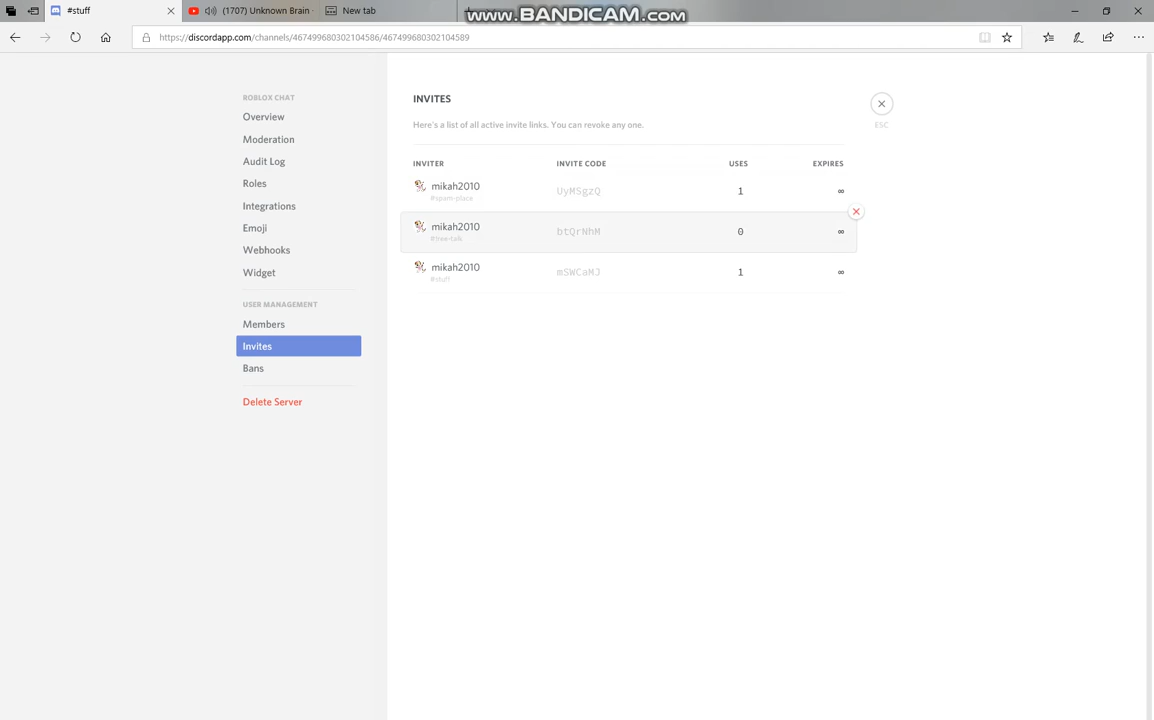 #stuff
(1707) Unknown Brain
New tab
www.BANDICAM.com
https://discordapp.com/channels/467499680302104586/467499680302104589
ROBLOX CHAT
Overview
Moderation
Audit Log
Roles
Integrations
Emoji
Webhooks
Widget
USER MANAGEMENT
Members
Invites
Bans
Delete Server
INVITES
ESC
Here's a list of all active invite links. You can revoke any one.
INVITER INVITE CODE USES EXPIRES
mikah2010 UyMSgzQ 1 ∞
#spam-place
mikah2010 btQrNhM 0 ∞
#free-talk
mikah2010 mSWCaMJ 1 ∞
#stuff